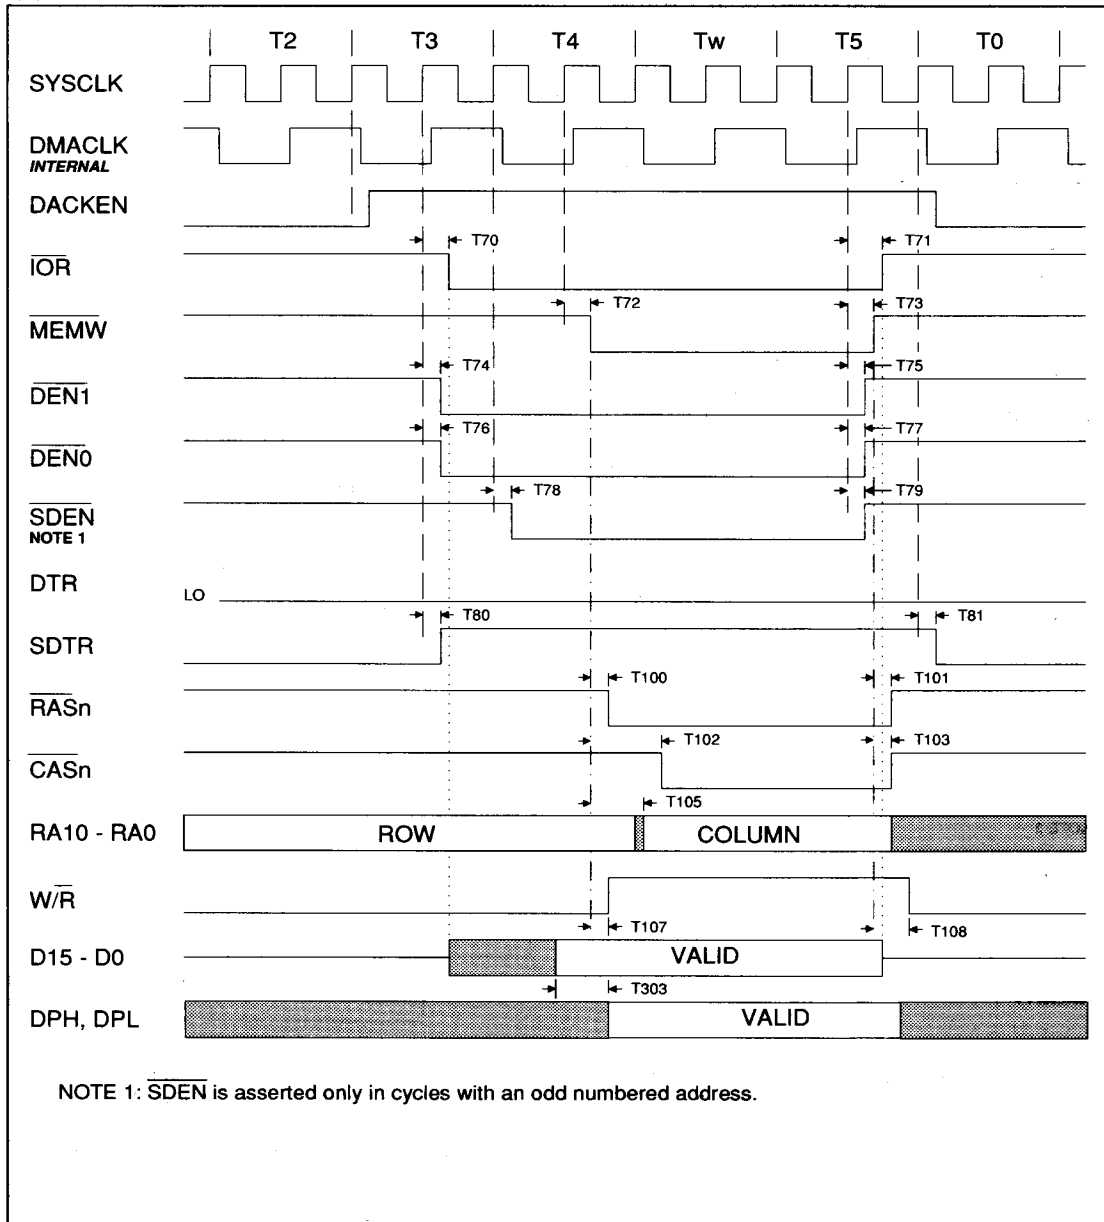 T2 T3 T4 Tw T5 T0
SYSCLK
DMACLK
INTERNAL
DACKEN
T70 T71
IOR
T72 T73
MEMW
T74 T75
DEN1
T76 T77
DEN0
T78 T79
SDEN
NOTE 1
DTR
LO
T80 T81
SDTR
T100 T101
RASn
T102 T103
CASn
T105
RA10 - RA0 ROW COLUMN
W/R
T107 T108
D15 - D0 VALID
T303
DPH, DPL VALID
NOTE 1: SDEN is asserted only in cycles with an odd numbered address.